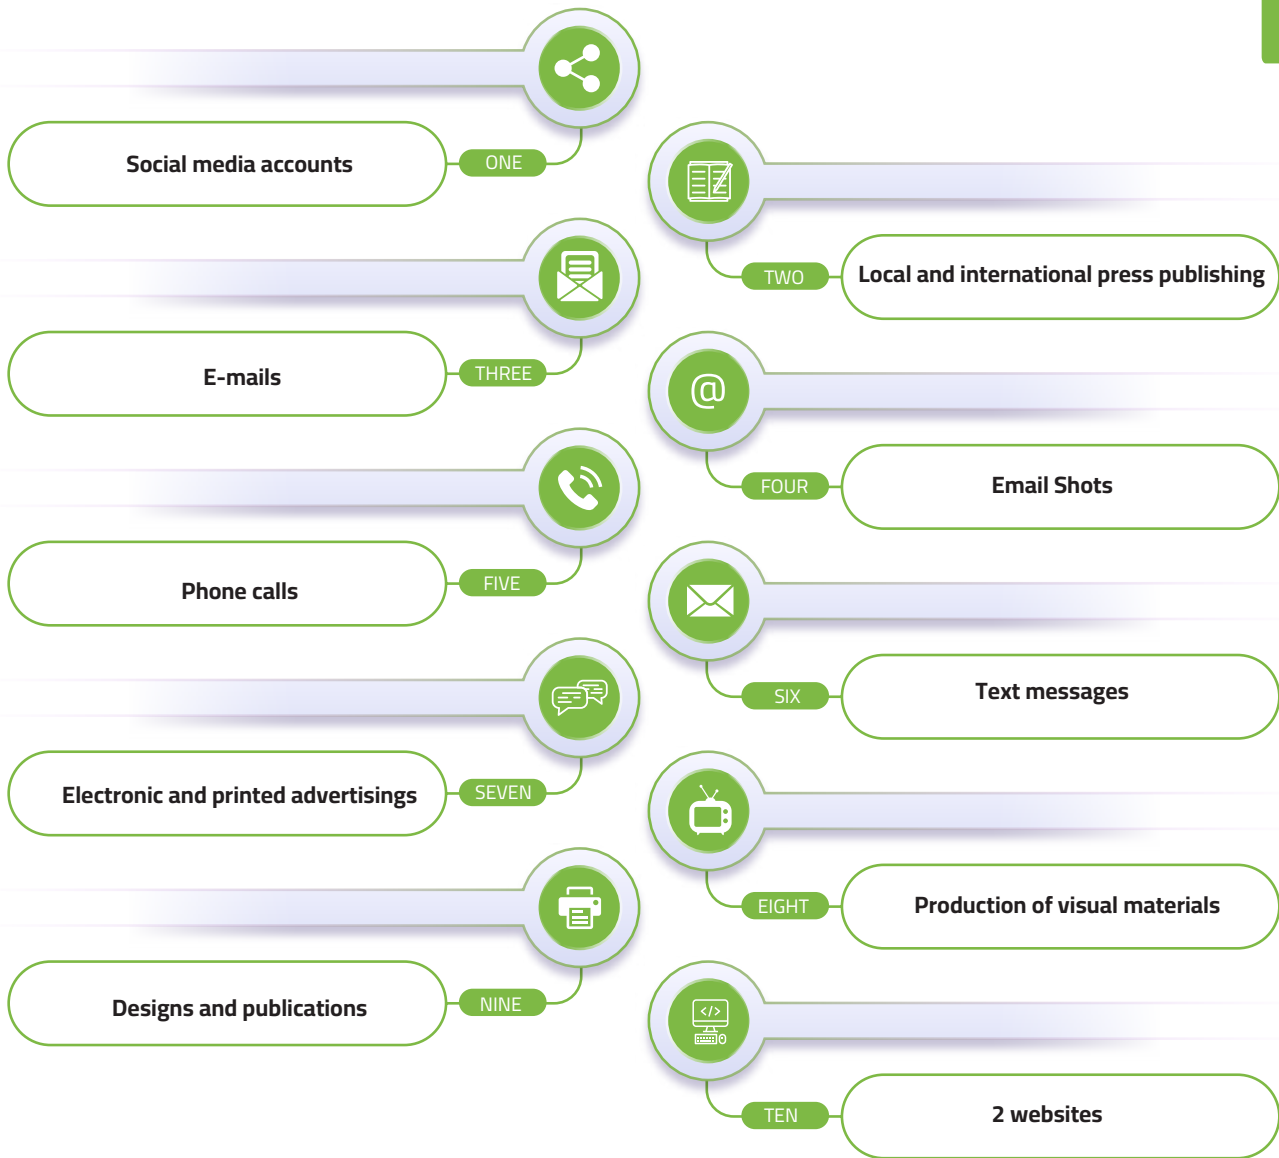 Social media accounts
ONE
TWO
Local and international press publishing
E-mails
THREE
@
FOUR
Email Shots
Phone calls
FIVE
SIX
Text messages
Electronic and printed advertisings
SEVEN
EIGHT
Production of visual materials
Designs and publications
NINE
</>
TEN
2 websites